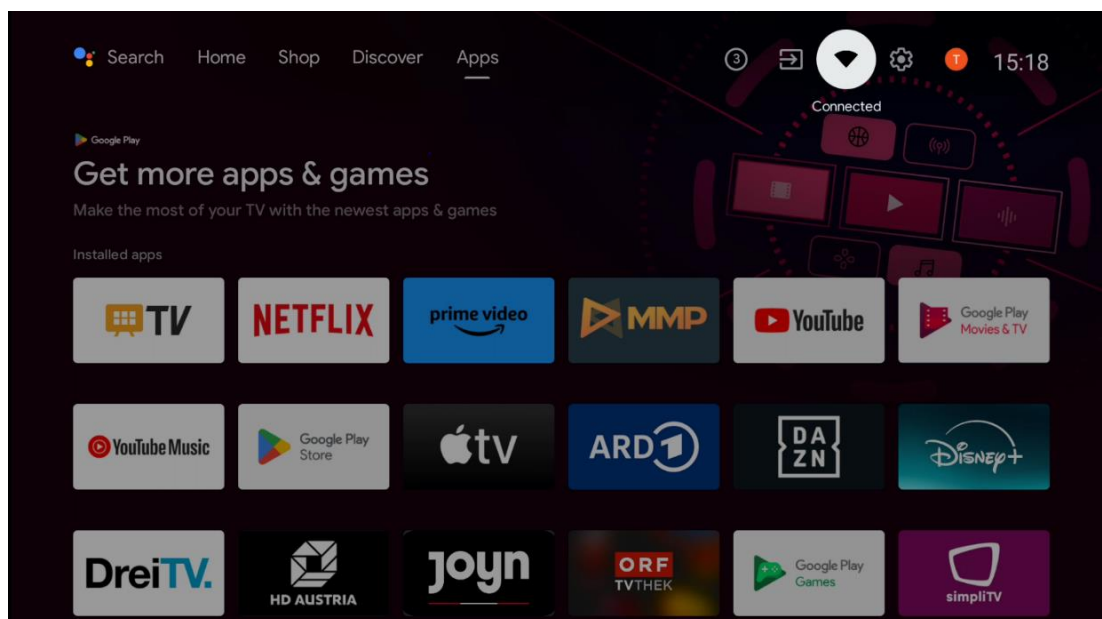 Search Home Shop Discover Apps 3 T 15:18
Connected
Google Play
Get more apps & games
Make the most of your TV with the newest apps & games
Installed apps
TV NETFLIX prime video MMP YouTube Google Play Movies & TV
YouTube Music Google Play Store tv ARD 1 DAZN Disney+
DreiTV. HD AUSTRIA Joyn ORF TVTHEK Google Play Games simpliTV